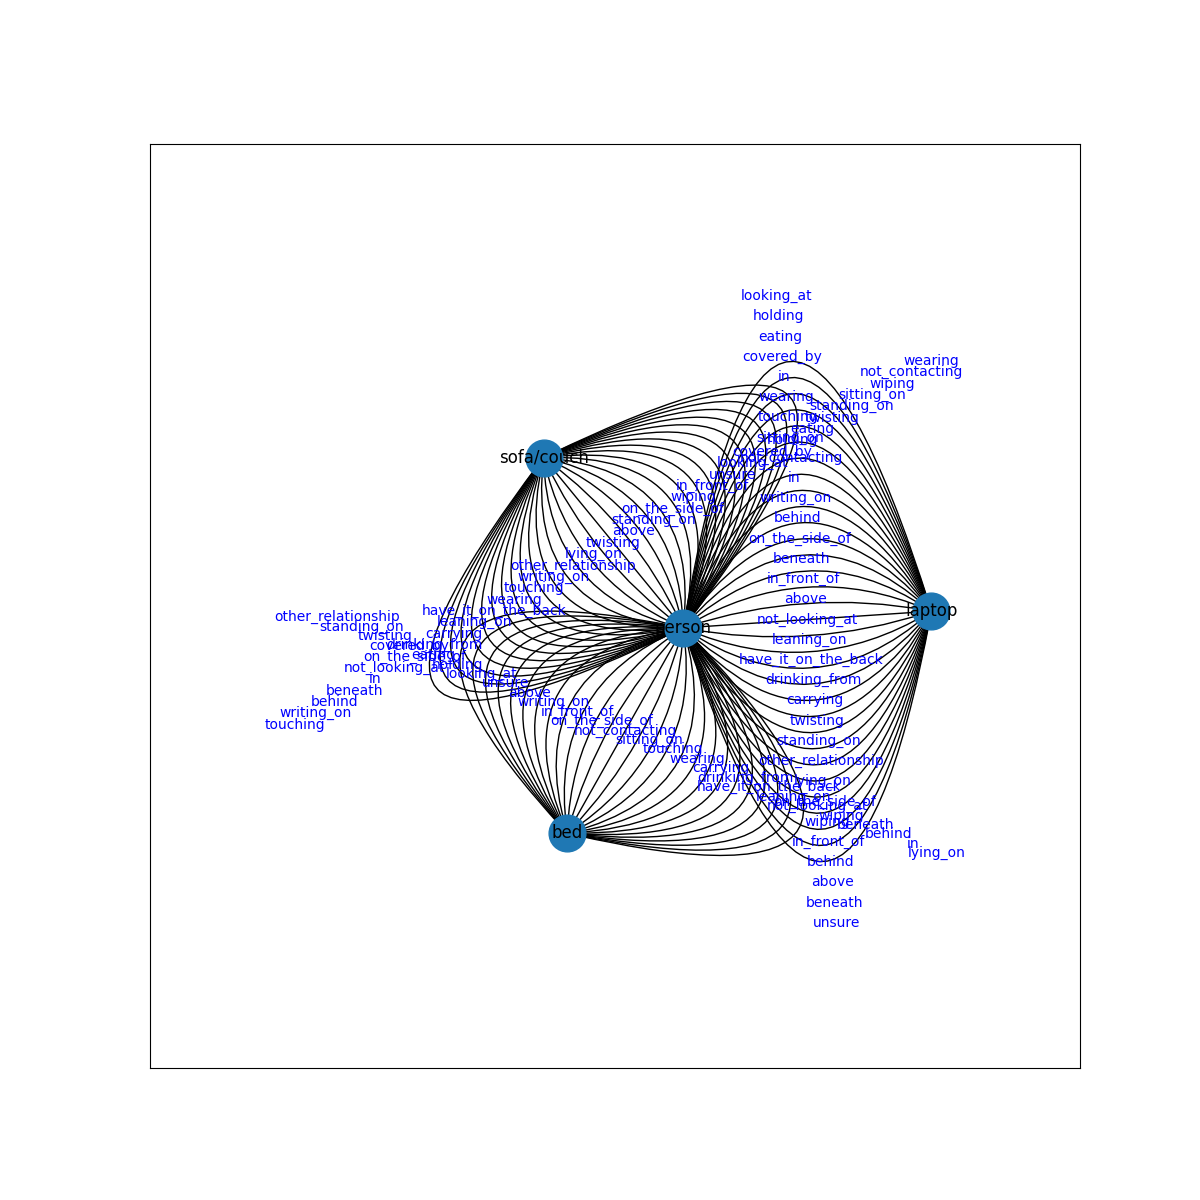 looking_at
holding
eating
covered_by
wearing
in
not_contacting
wiping
wearing
sitting_on
standing_on
touching
twisting
eating
sitting_on
holding
covered_by
not_contacting
sofa/couch
looking_at
unsure
in
in_front_of
wiping
writing_on
on_the_side_of
behind
standing_on
above
on_the_side_of
twisting
lying_on
beneath
other_relationship
writing_on
in_front_of
touching
wearing
above
have_it_on_the_back
laptop
other_relationship
not_looking_at
leaning_on
standing_on
erson
carrying
twisting
leaning_on
covered_by
drinking_from
eating
on_the_side_of
have_it_on_the_back
holding
not_looking_at
looking_at
in
drinking_from
unsure
beneath
above
carrying
behind
writing_on
writing_on
in_front_of
touching
on_the_side_of
twisting
not_contacting
sitting_on
standing_on
touching
wearing
other_relationship
carrying
drinking_from
lying_on
have_it_on_the_back
leaning_on
on_the_side_of
not_looking_at
wiping
wiping
beneath
bed
behind
in_front_of
in
lying_on
behind
above
beneath
unsure